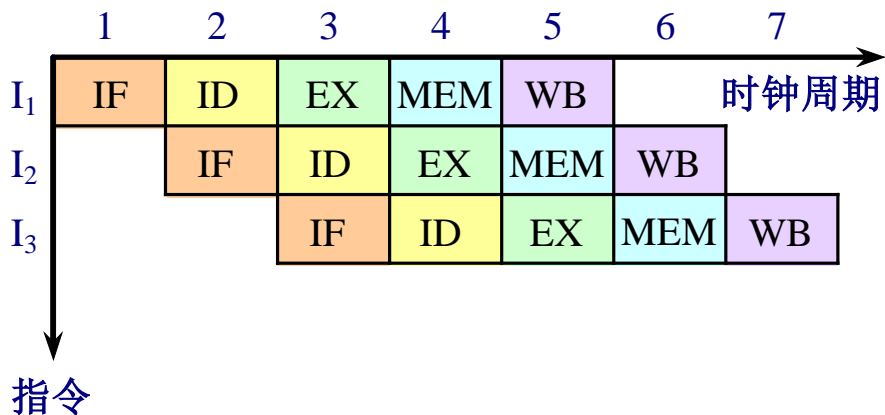 1 2 3 4 5 6 7
I₁ IF ID EX MEM WB 时钟周期
I₂ IF ID EX MEM WB
I₃ IF ID EX MEM WB
指令